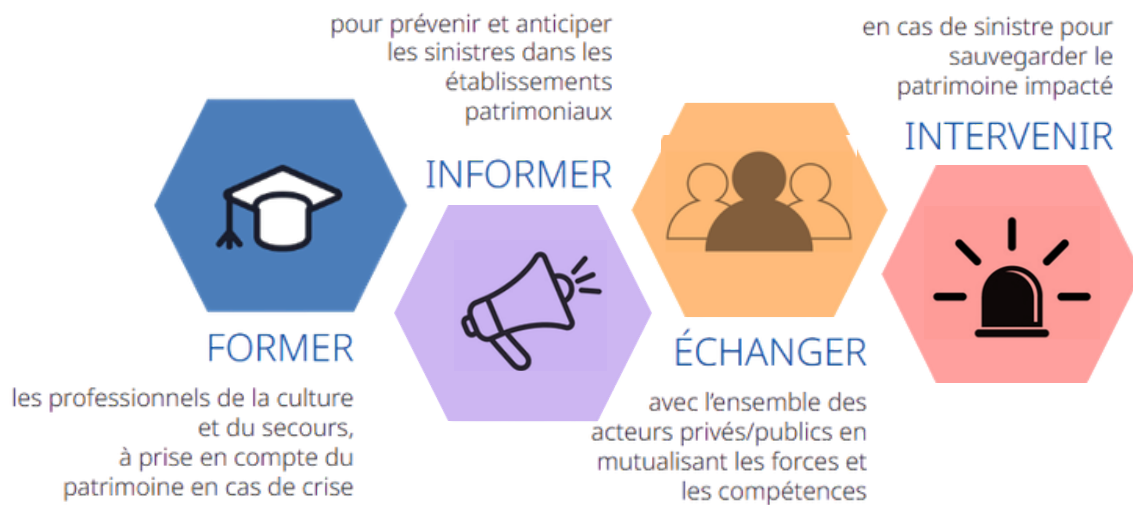 FORMER
les professionnels de la culture
et du secours,
à prise en compte du
patrimoine en cas de crise
pour prévenir et anticiper
les sinistres dans les
établissements
patrimoniaux
INFORMER
ÉCHANGER
avec l'ensemble des
acteurs privés/publics en
mutualisant les forces et
les compétences
en cas de sinistre pour
sauvegarder le
patrimoine impacté
INTERVENIR